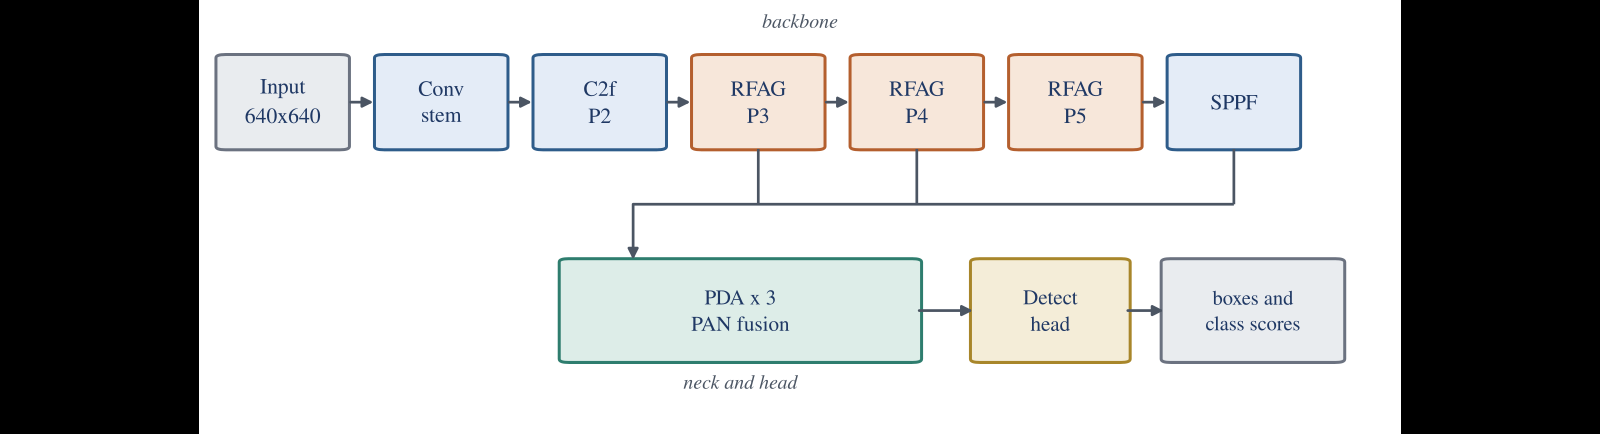 backbone
Input
640x640
Conv
stem
C2f
P2
RFAG
P3
RFAG
P4
RFAG
P5
SPPF
PDA x 3
PAN fusion
Detect
head
boxes and
class scores
neck and head